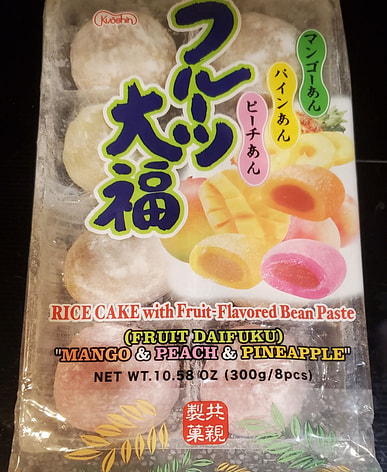 Kyoshin
フルーツ
大福
マンゴーあん
パインあん
ピーチあん
RICE CAKE with Fruit-Flavored Bean Paste
(FRUIT DAIFUKU)
"MANGO & PEACH & PINEAPPLE"
NET WT.10.58 OZ (300g/8pcs)
共親
製菓